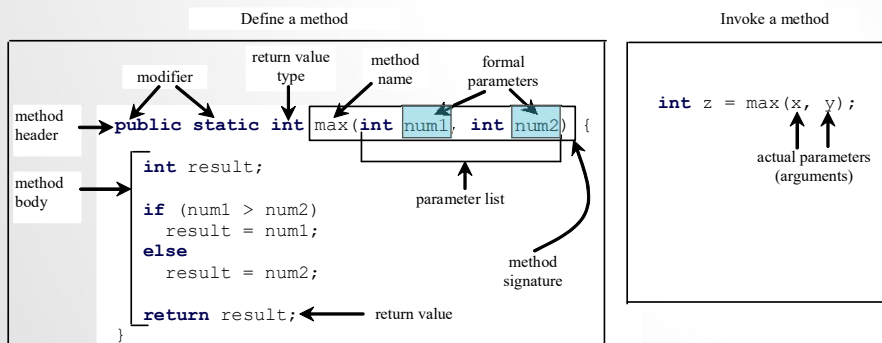 Define a method
Invoke a method
modifier
return value
type
method
name
formal
parameters
method
header
public static int max(int num1, int num2) {
method
body
int result;
if (num1 > num2)
result = num1;
else
result = num2;
return result;
}
parameter list
method
signature
return value
int z = max(x, y);
actual parameters
(arguments)